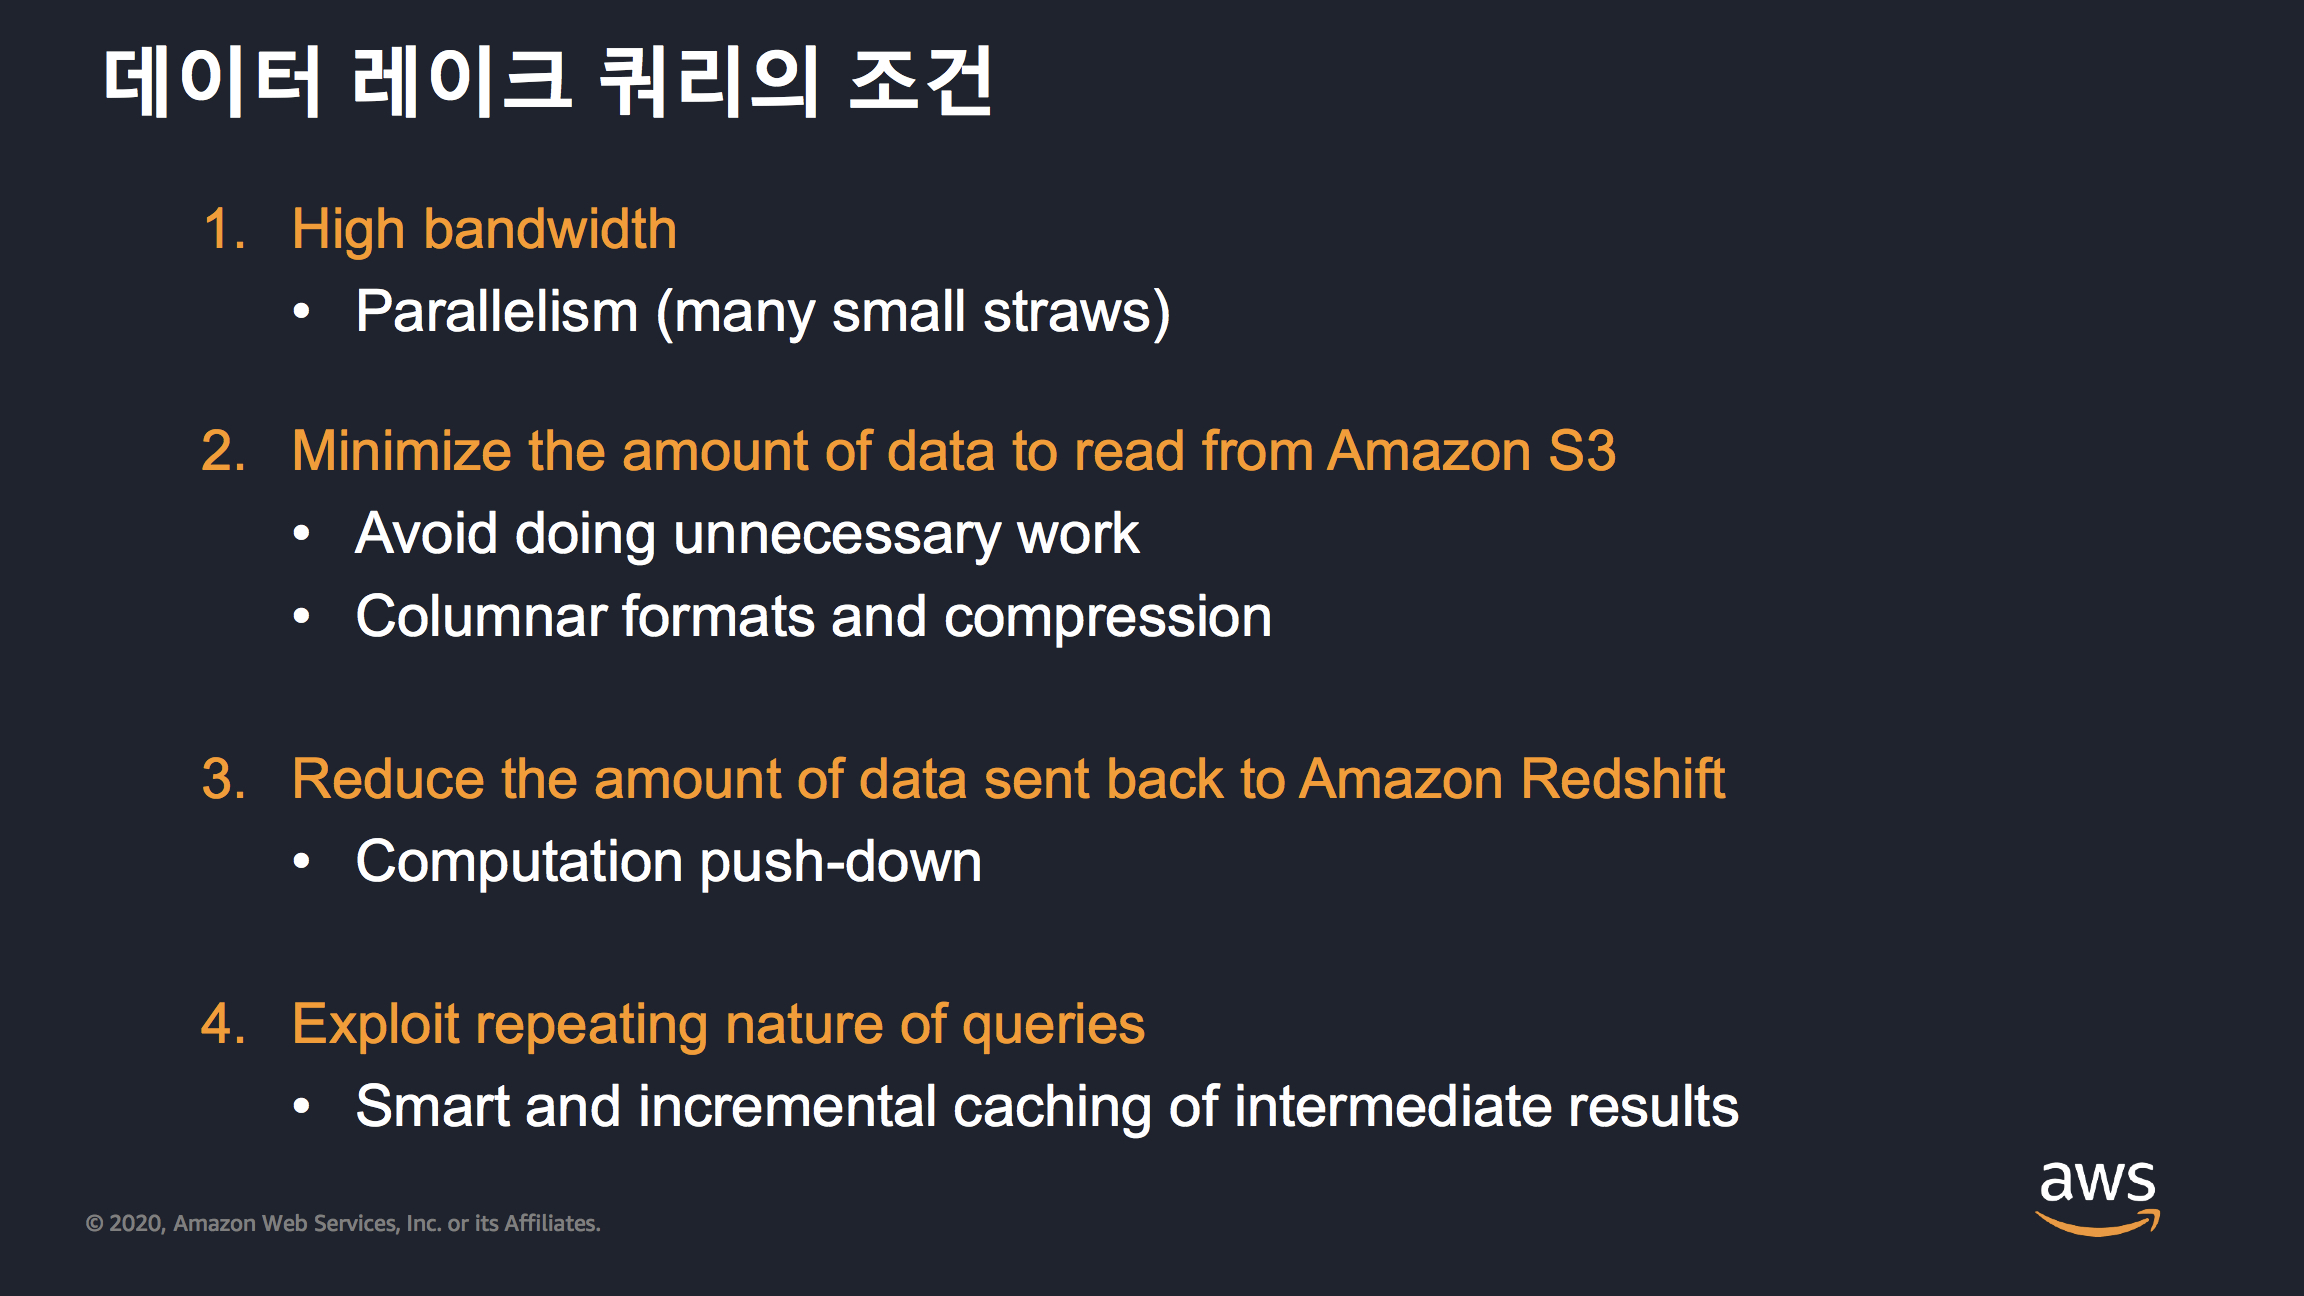 데이터 레이크 쿼리의 조건
1. High bandwidth
• Parallelism (many small straws)
2. Minimize the amount of data to read from Amazon S3
• Avoid doing unnecessary work
• Columnar formats and compression
3. Reduce the amount of data sent back to Amazon Redshift
• Computation push-down
4. Exploit repeating nature of queries
• Smart and incremental caching of intermediate results
aws
© 2020, Amazon Web Services, Inc. or its Affiliates.